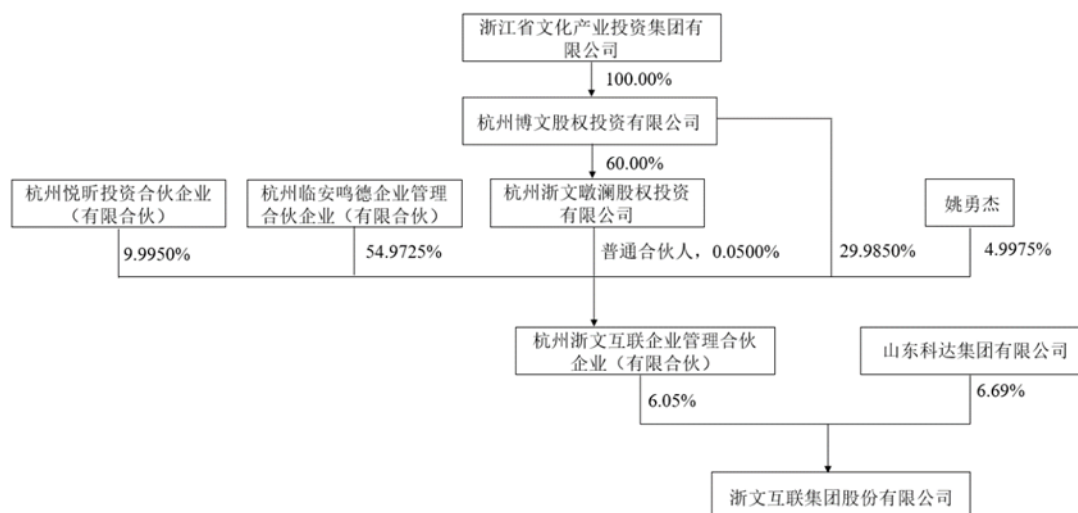 浙江省文化产业投资集团有
限公司
100.00%
杭州博文股权投资有限公司
60.00%
杭州悦昕投资合伙企业
（有限合伙）
杭州临安鸣德企业管理
合伙企业（有限合伙）
杭州浙文暾澜股权投资
有限公司
姚勇杰
9.9950%
54.9725%
普通合伙人，0.0500%
29.9850%
4.9975%
杭州浙文互联企业管理合伙
企业（有限合伙）
山东科达集团有限公司
6.05%
6.69%
浙文互联集团股份有限公司